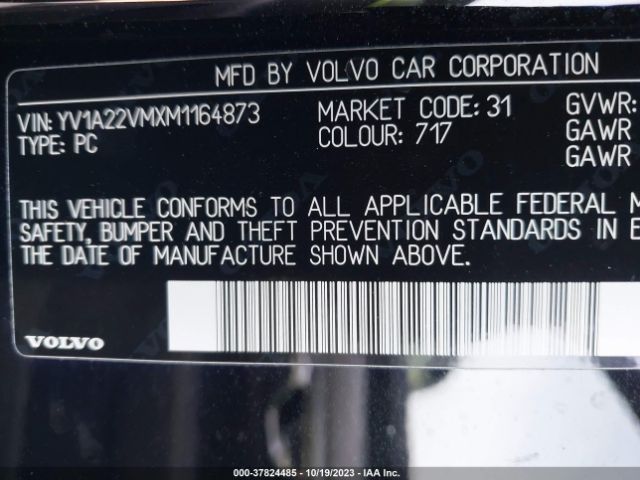 MFD BY VOLVO CAR CORPORATION
VIN: YV1A22VMXM1164873 MARKET CODE: 31 GVWR:
TYPE: PC COLOUR: 717 GAWR
GAWR
THIS VEHICLE CONFORMS TO ALL APPLICABLE FEDERAL M
SAFETY, BUMPER AND THEFT PREVENTION STANDARDS IN E
THE DATE OF MANUFACTURE SHOWN ABOVE.
VOLVO
000-37824485 - 10/19/2023 - IAA Inc.